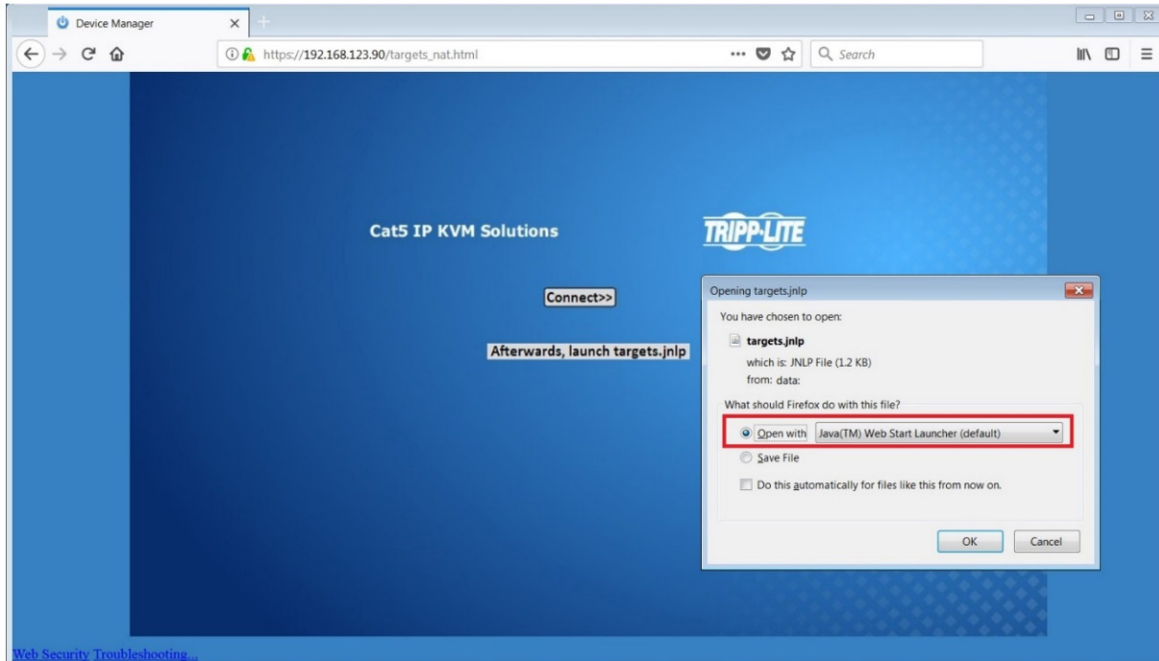 Device Manager
https://192.168.123.90/targets_nat.html
Search
Cat5 IP KVM Solutions
TRIPP·LITE
Connect>>
Afterwards, launch targets.jnlp
Opening targets.jnlp
You have chosen to open:
targets.jnlp
which is: JNLP File (1.2 KB)
from: data:
What should Firefox do with this file?
Open with Java(TM) Web Start Launcher (default)
Save File
Do this automatically for files like this from now on.
OK Cancel
Web Security Troubleshooting...